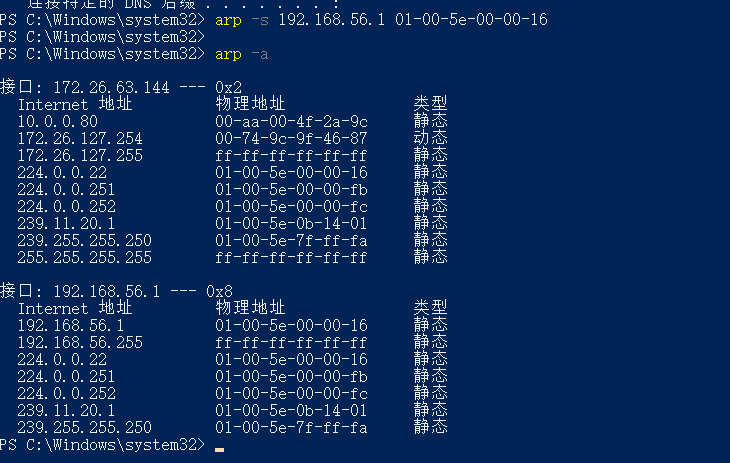 连接特定的 DNS 后缀 . . . . . . . :
PS C:\Windows\system32> arp -s 192.168.56.1 01-00-5e-00-00-16
PS C:\Windows\system32>
PS C:\Windows\system32> arp -a
接口: 172.26.63.144 --- 0x2
Internet 地址 物理地址 类型
10.0.0.80 00-aa-00-4f-2a-9c 静态
172.26.127.254 00-74-9c-9f-46-87 动态
172.26.127.255 ff-ff-ff-ff-ff-ff 静态
224.0.0.22 01-00-5e-00-00-16 静态
224.0.0.251 01-00-5e-00-00-fb 静态
224.0.0.252 01-00-5e-00-00-fc 静态
239.11.20.1 01-00-5e-0b-14-01 静态
239.255.255.250 01-00-5e-7f-ff-fa 静态
255.255.255.255 ff-ff-ff-ff-ff-ff 静态
接口: 192.168.56.1 --- 0x8
Internet 地址 物理地址 类型
192.168.56.1 01-00-5e-00-00-16 静态
192.168.56.255 ff-ff-ff-ff-ff-ff 静态
224.0.0.22 01-00-5e-00-00-16 静态
224.0.0.251 01-00-5e-00-00-fb 静态
224.0.0.252 01-00-5e-00-00-fc 静态
239.11.20.1 01-00-5e-0b-14-01 静态
239.255.255.250 01-00-5e-7f-ff-fa 静态
PS C:\Windows\system32>